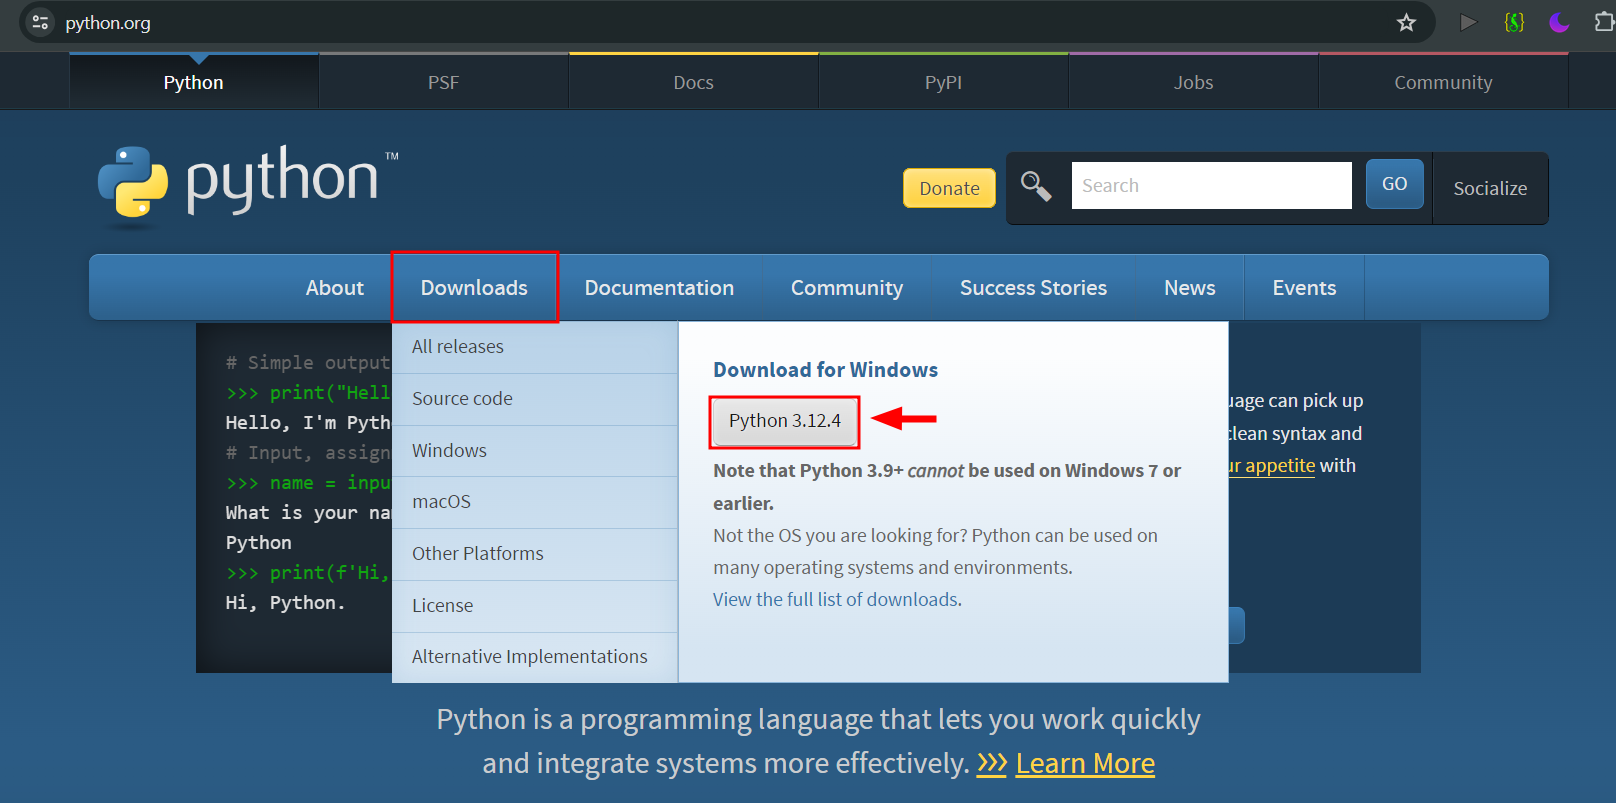 python.org
Python
PSF
Docs
PyPI
Jobs
Community
python™
Donate
Search
GO
Socialize
About
Downloads
Documentation
Community
Success Stories
News
Events
All releases
Source code
Windows
macOS
Other Platforms
License
Alternative Implementations
Download for Windows
Python 3.12.4
Note that Python 3.9+ cannot be used on Windows 7 or
earlier.
Not the OS you are looking for? Python can be used on
many operating systems and environments.
View the full list of downloads.
# Simple output
>>> print("Hell
Hello, I'm Pyth
# Input, assign
>>> name = inpu
What is your na
Python
>>> print(f'Hi,
Hi, Python.
uage can pick up
clean syntax and
ur appetite with
Python is a programming language that lets you work quickly
and integrate systems more effectively. >>> Learn More